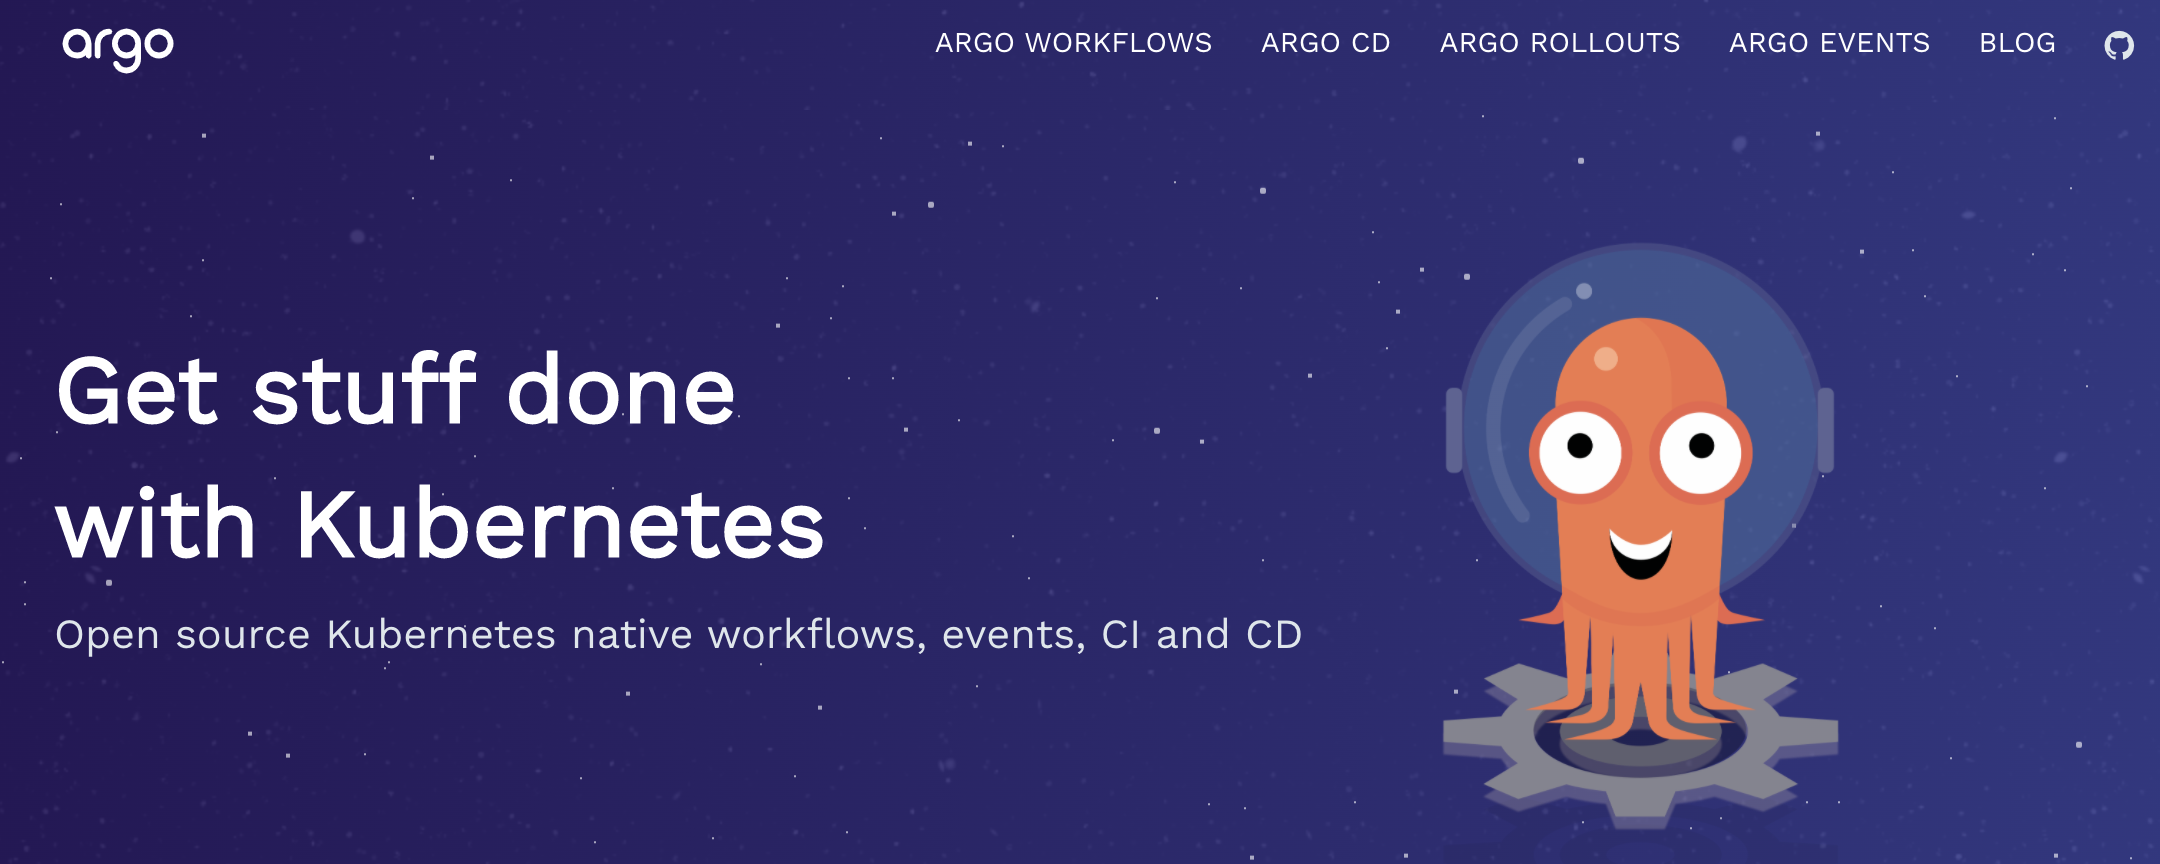 argo
ARGO WORKFLOWS ARGO CD ARGO ROLLOUTS ARGO EVENTS BLOG
Get stuff done
with Kubernetes
Open source Kubernetes native workflows, events, CI and CD